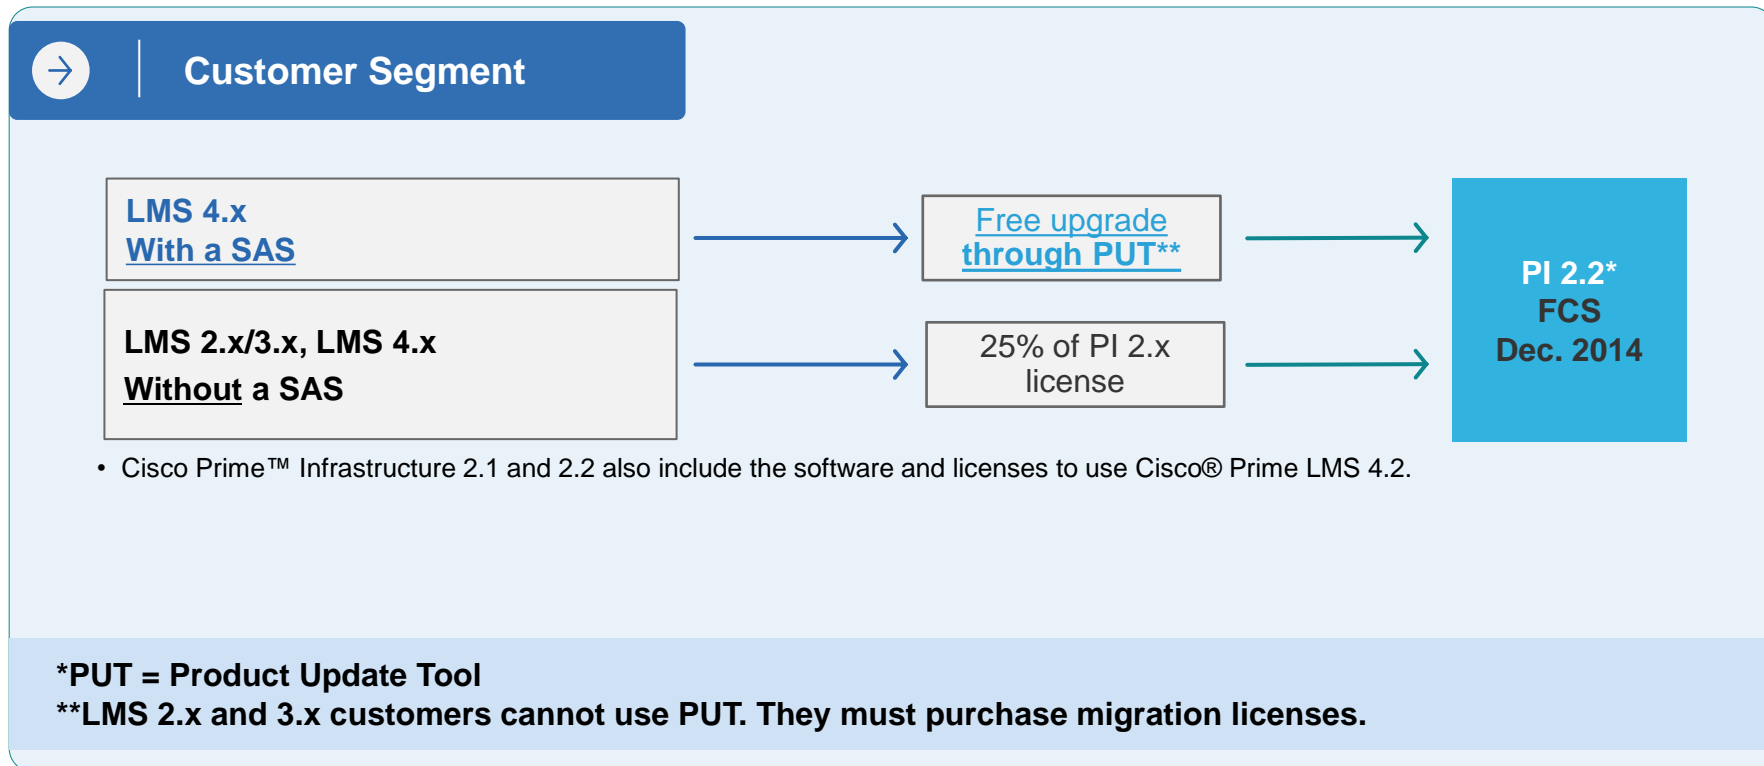 Customer Segment
LMS 4.x
With a SAS
Free upgrade
through PUT**
LMS 2.x/3.x, LMS 4.x
Without a SAS
25% of PI 2.x
license
PI 2.2*
FCS
Dec. 2014
• Cisco Prime™ Infrastructure 2.1 and 2.2 also include the software and licenses to use Cisco® Prime LMS 4.2.
*PUT = Product Update Tool
**LMS 2.x and 3.x customers cannot use PUT. They must purchase migration licenses.